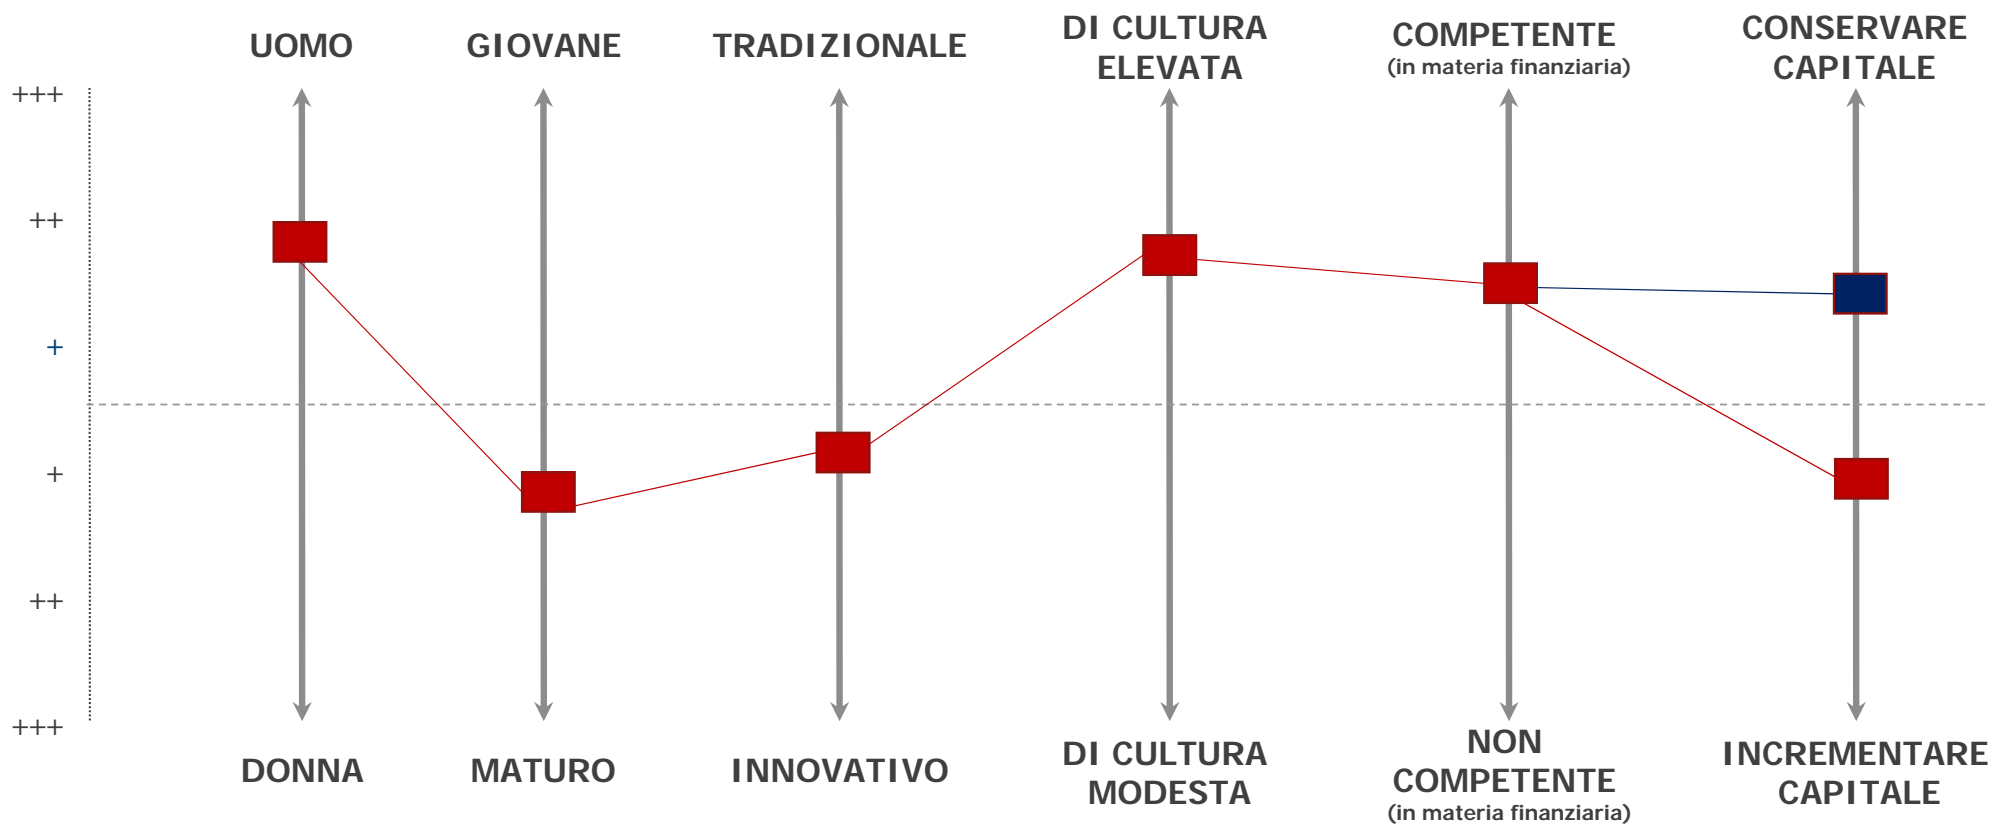 UOMO
GIOVANE
TRADIZIONALE
DI CULTURA
ELEVATA
COMPETENTE
(in materia finanziaria)
CONSERVARE
CAPITALE
+++
++
+
+
++
+++
DONNA
MATURO
INNOVATIVO
DI CULTURA
MODESTA
NON
COMPETENTE
(in materia finanziaria)
INCREMENTARE
CAPITALE